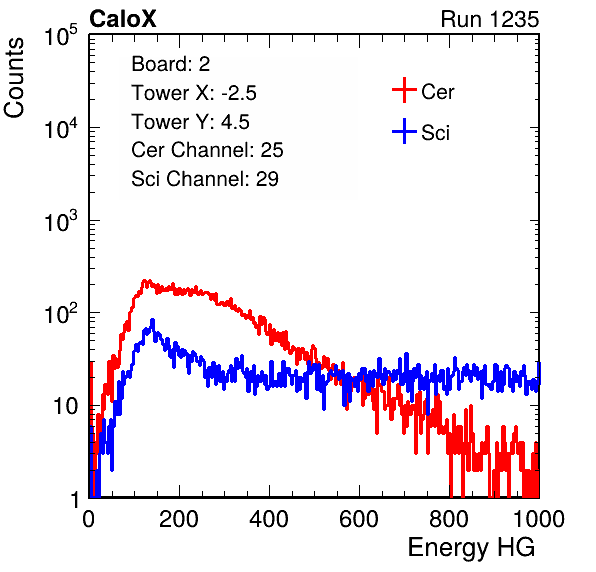 CaloX Run 1235
Counts
10^5
10^4
10^3
10^2
10
1
Board: 2
Tower X: -2.5
Tower Y: 4.5
Cer Channel: 25
Sci Channel: 29
Cer
Sci
0 200 400 600 800 1000
Energy HG